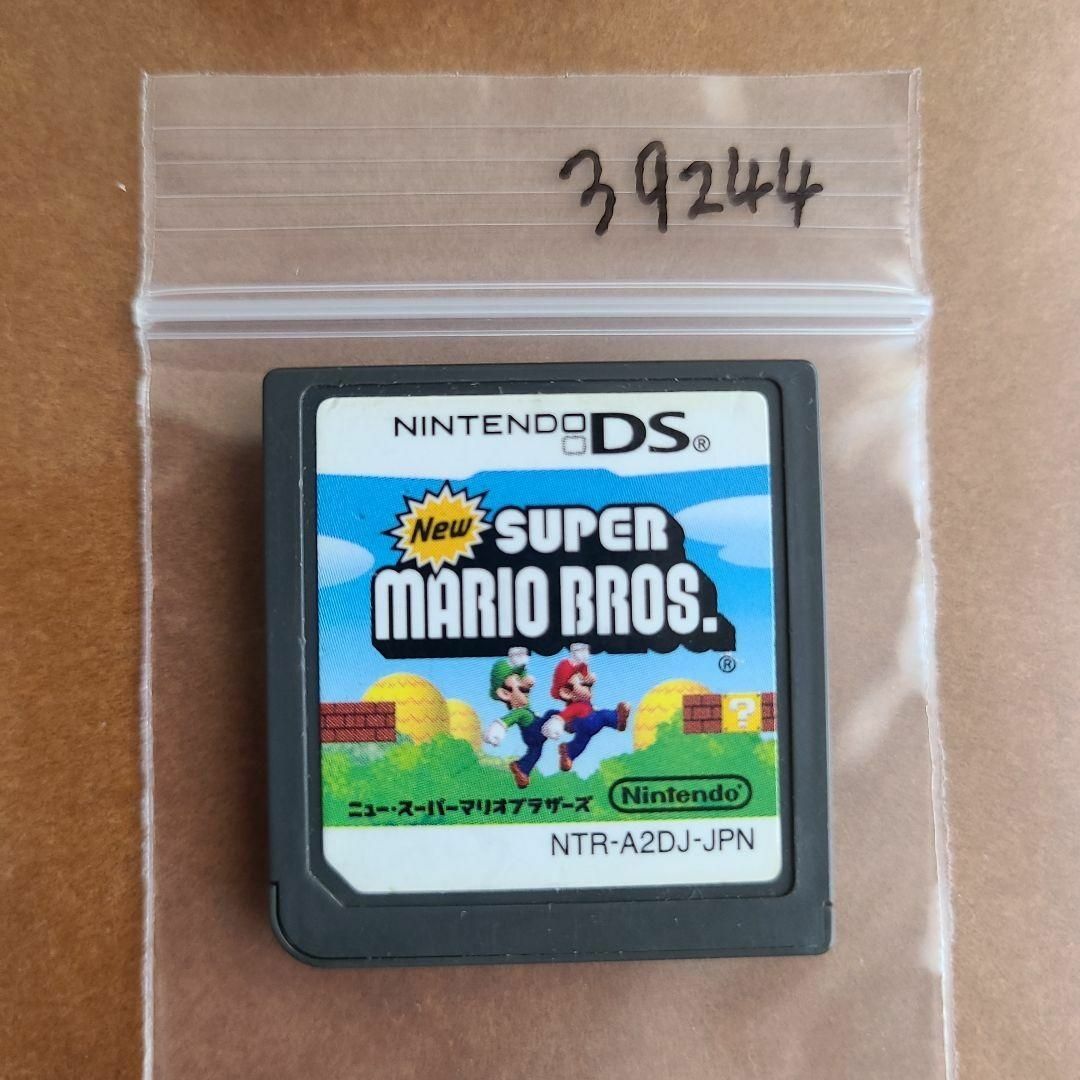 39244
NINTENDO DS®
New SUPER
MARIO BROS.
®
?
ニュー・スーパーマリオブラザーズ
Nintendo®
NTR-A2DJ-JPN